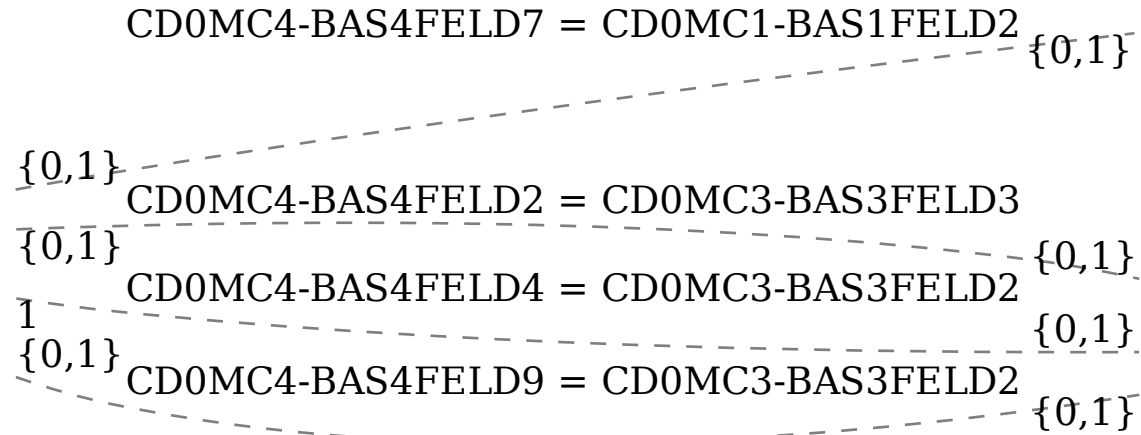 CD0MC4-BAS4FELD7 = CD0MC1-BAS1FELD2
{0,1}
{0,1}
CD0MC4-BAS4FELD2 = CD0MC3-BAS3FELD3
{0,1}
{0,1}
CD0MC4-BAS4FELD4 = CD0MC3-BAS3FELD2
1
{0,1}
{0,1}
CD0MC4-BAS4FELD9 = CD0MC3-BAS3FELD2
{0,1}